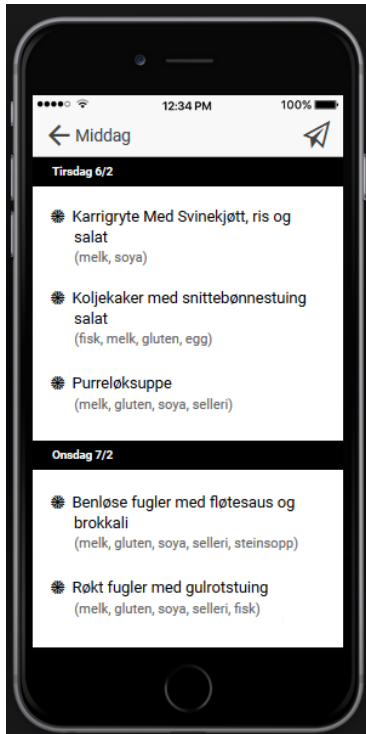 12:34 PM
100%
Middag
Tirsdag 6/2
Karrigryte Med Svinekjøtt, ris og
salat
(melk, soya)
Koljekaker med snittebønnestuing
salat
(fisk, melk, gluten, egg)
Purreløksuppe
(melk, gluten, soya, selleri)
Onsdag 7/2
Benløse fugler med fløtesaus og
brokkali
(melk, gluten, soya, selleri, steinsopp)
Røkt fugler med gulrotstuing
(melk, gluten, soya, selleri, fisk)